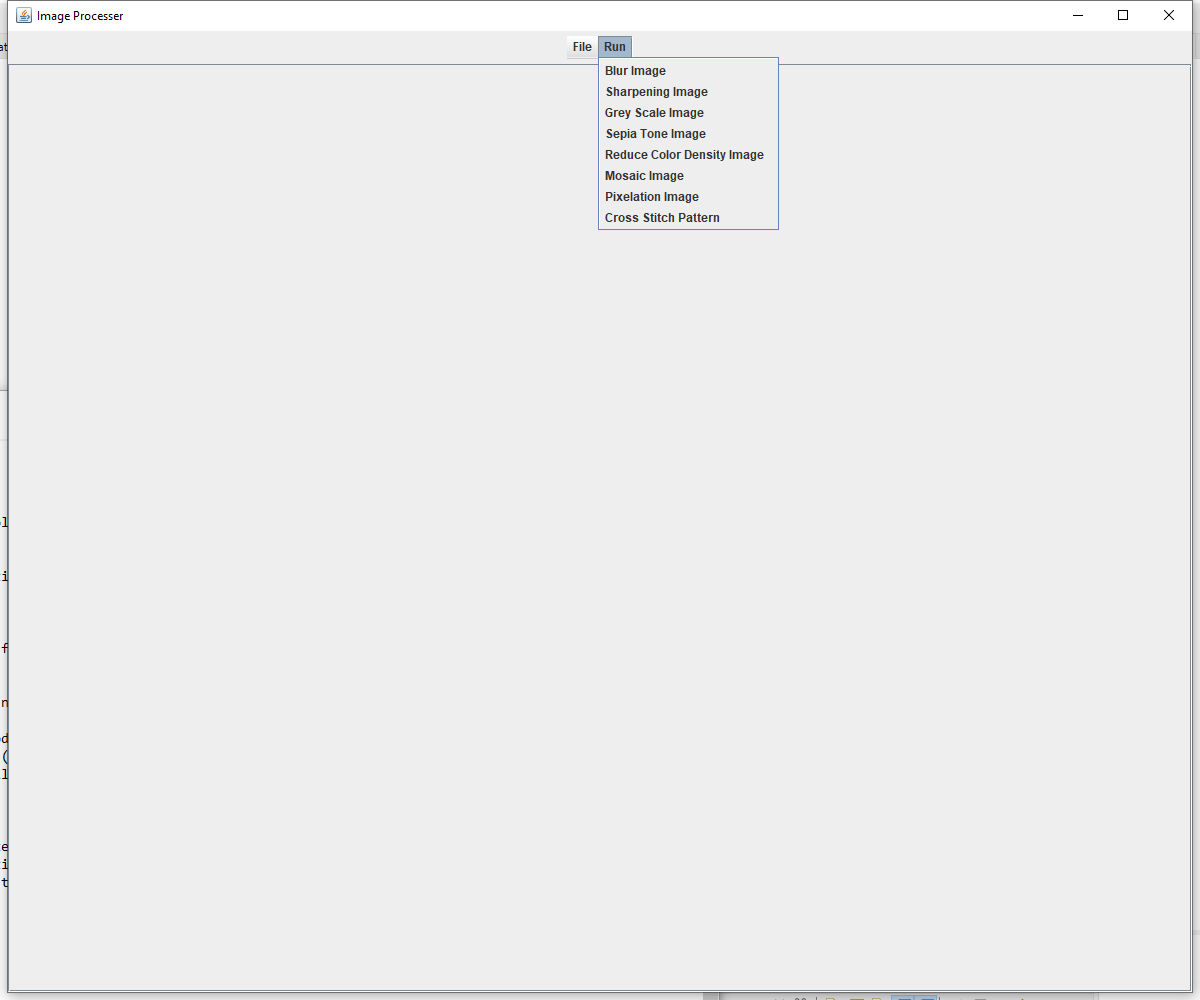 Image Processer
File Run
Blur Image
Sharpening Image
Grey Scale Image
Sepia Tone Image
Reduce Color Density Image
Mosaic Image
Pixelation Image
Cross Stitch Pattern